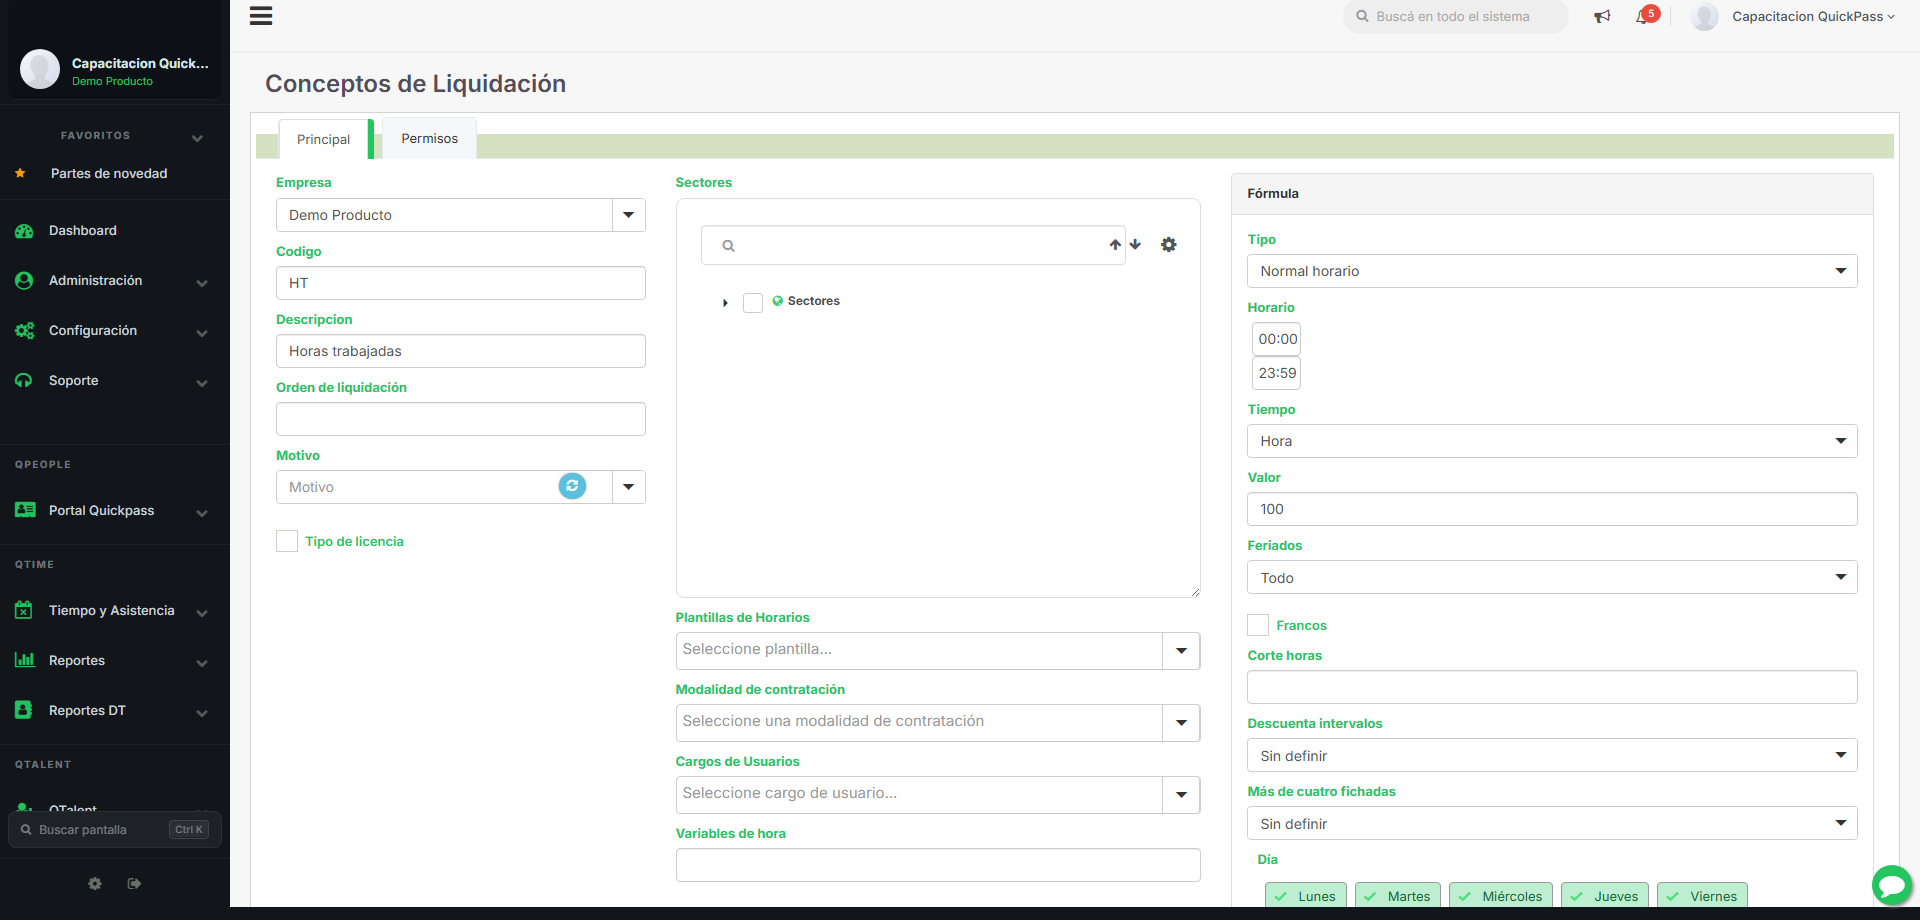 Capacitacion Quick...
Demo Producto
FAVORITOS
Partes de novedad
Dashboard
Administración
Configuración
Soporte
QPEOPLE
Portal Quickpass
QTIME
Tiempo y Asistencia
Reportes
Reportes DT
QTALENT
QTalent
Buscar pantalla
Ctrl K
Buscá en todo el sistema
5
Capacitacion QuickPass
Conceptos de Liquidación
Principal
Permisos
Empresa
Demo Producto
Codigo
HT
Descripcion
Horas trabajadas
Orden de liquidación
Motivo
Motivo
Tipo de licencia
Sectores
Sectores
Plantillas de Horarios
Seleccione plantilla...
Modalidad de contratación
Seleccione una modalidad de contratación
Cargos de Usuarios
Seleccione cargo de usuario...
Variables de hora
Fórmula
Tipo
Normal horario
Horario
00:00
23:59
Tiempo
Hora
Valor
100
Feriados
Todo
Francos
Corte horas
Descuenta intervalos
Sin definir
Más de cuatro fichadas
Sin definir
Día
Lunes
Martes
Miércoles
Jueves
Viernes